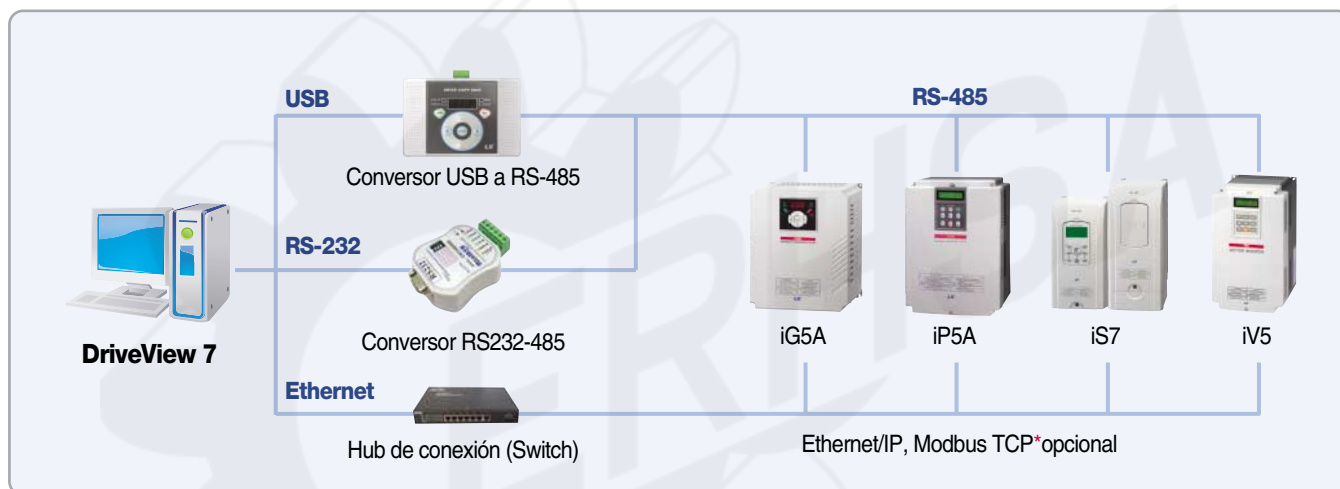 USB
RS-485
Conversor USB a RS-485
RS-232
Conversor RS232-485
DriveView 7
iG5A
iP5A
iS7
iV5
Ethernet
Hub de conexión (Switch)
Ethernet/IP, Modbus TCP*opcional
ERHSA